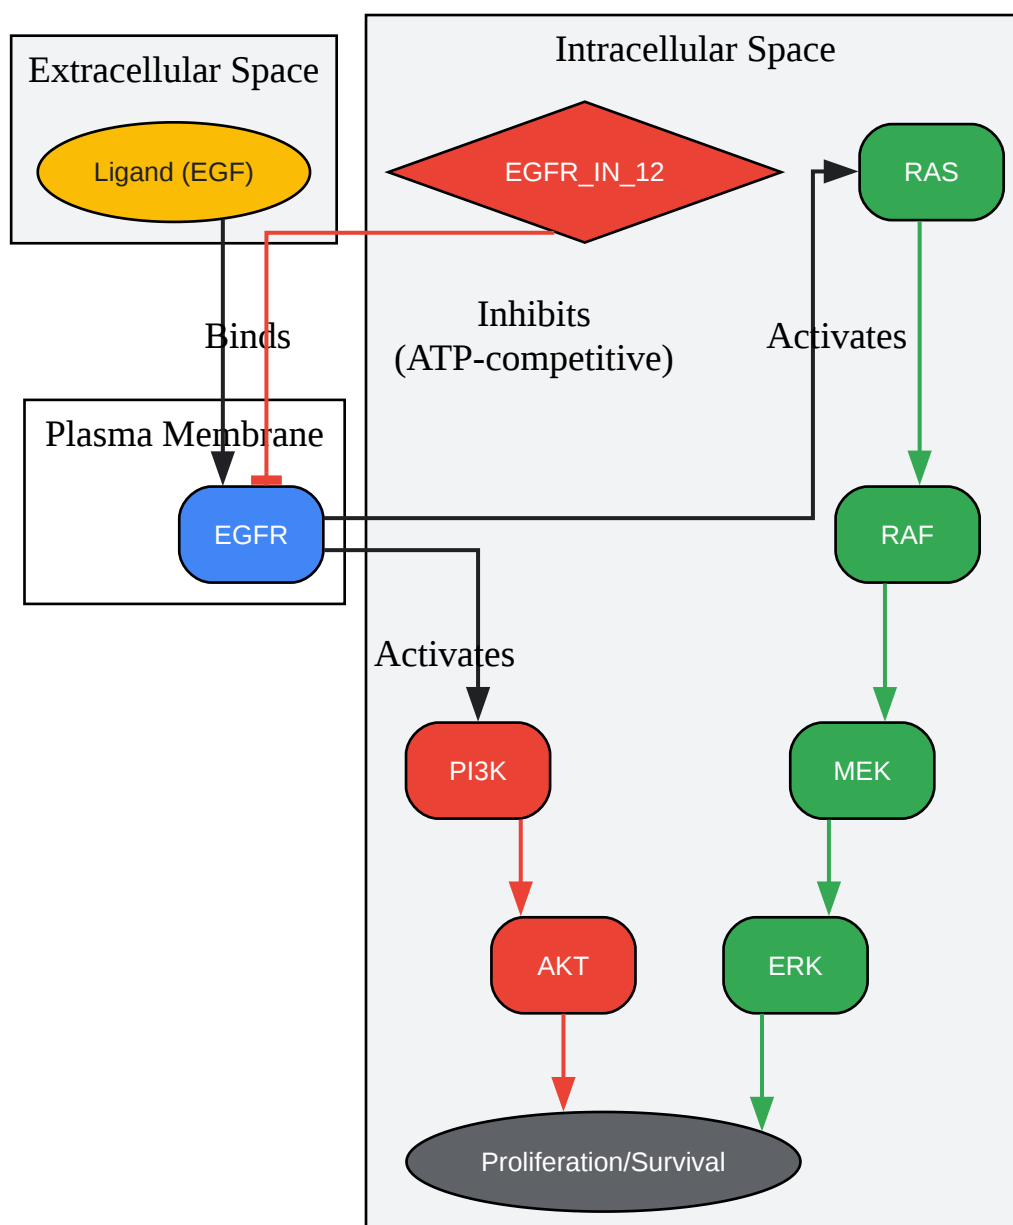 Intracellular Space
Extracellular Space
Ligand (EGF)
EGFR_IN_12
RAS
Binds
Inhibits
(ATP-competitive)
Activates
Plasma Membrane
EGFR
RAF
Activates
PI3K
MEK
AKT
ERK
Proliferation/Survival